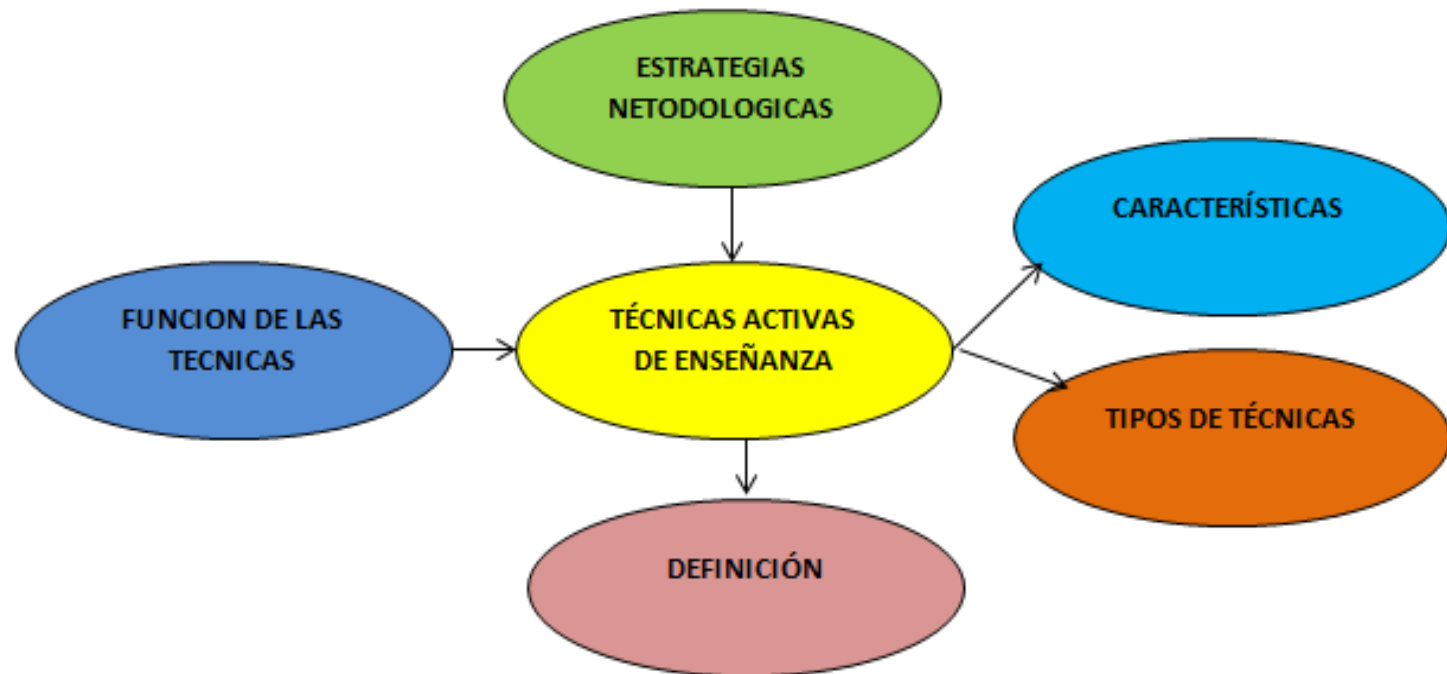 ESTRATEGIAS
NETODOLOGICAS
CARACTERÍSTICAS
FUNCION DE LAS
TECNICAS
TÉCNICAS ACTIVAS
DE ENSEÑANZA
TIPOS DE TÉCNICAS
DEFINICIÓN